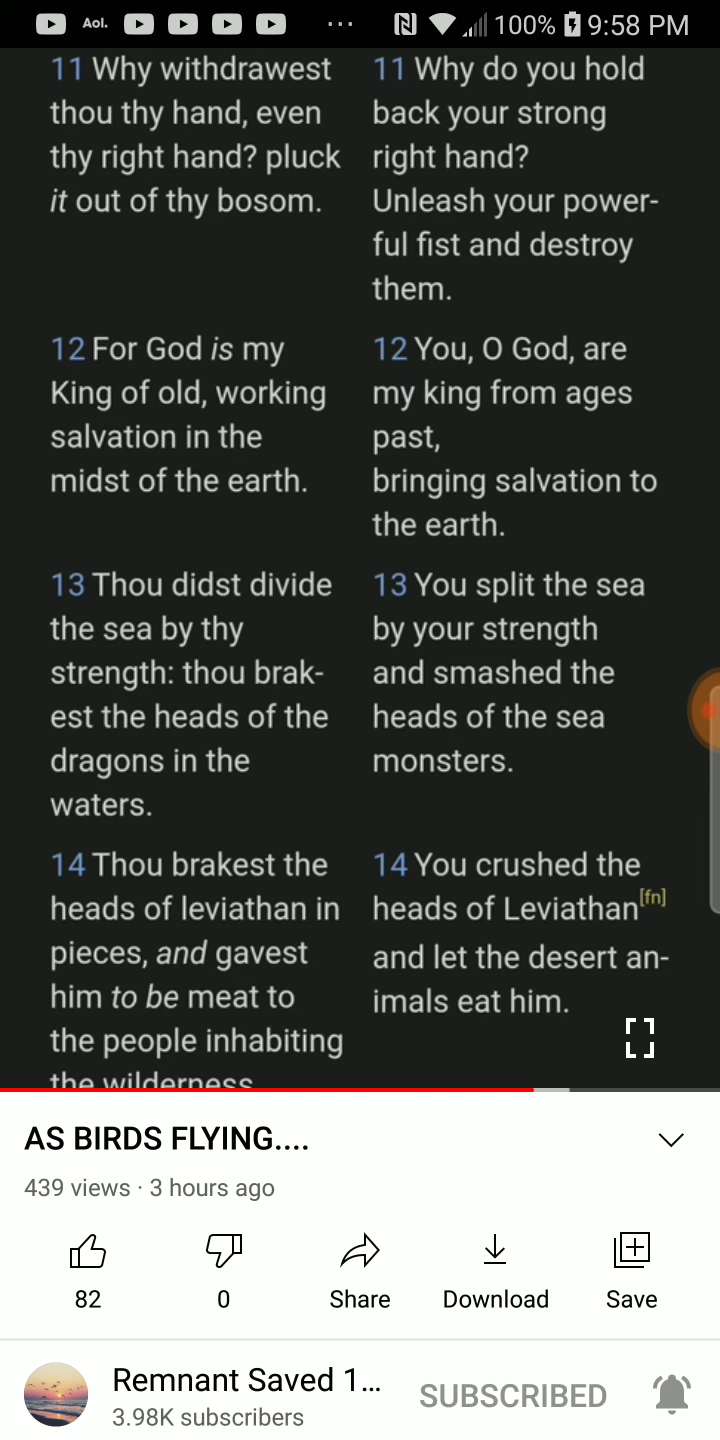 Aol. ... 100% 9:58 PM
11 Why withdrawest
thou thy hand, even
thy right hand? pluck
it out of thy bosom.
11 Why do you hold
back your strong
right hand?
Unleash your power-
ful fist and destroy
them.
12 For God is my
King of old, working
salvation in the
midst of the earth.
12 You, O God, are
my king from ages
past,
bringing salvation to
the earth.
13 Thou didst divide
the sea by thy
strength: thou brak-
est the heads of the
dragons in the
waters.
13 You split the sea
by your strength
and smashed the
heads of the sea
monsters.
14 Thou brakest the
heads of leviathan in
pieces, and gavest
him to be meat to
the people inhabiting
the wilderness
14 You crushed the
heads of Leviathan[fn]
and let the desert an-
imals eat him.
AS BIRDS FLYING....
439 views · 3 hours ago
82 0 Share Download Save
Remnant Saved 1...
3.98K subscribers
SUBSCRIBED